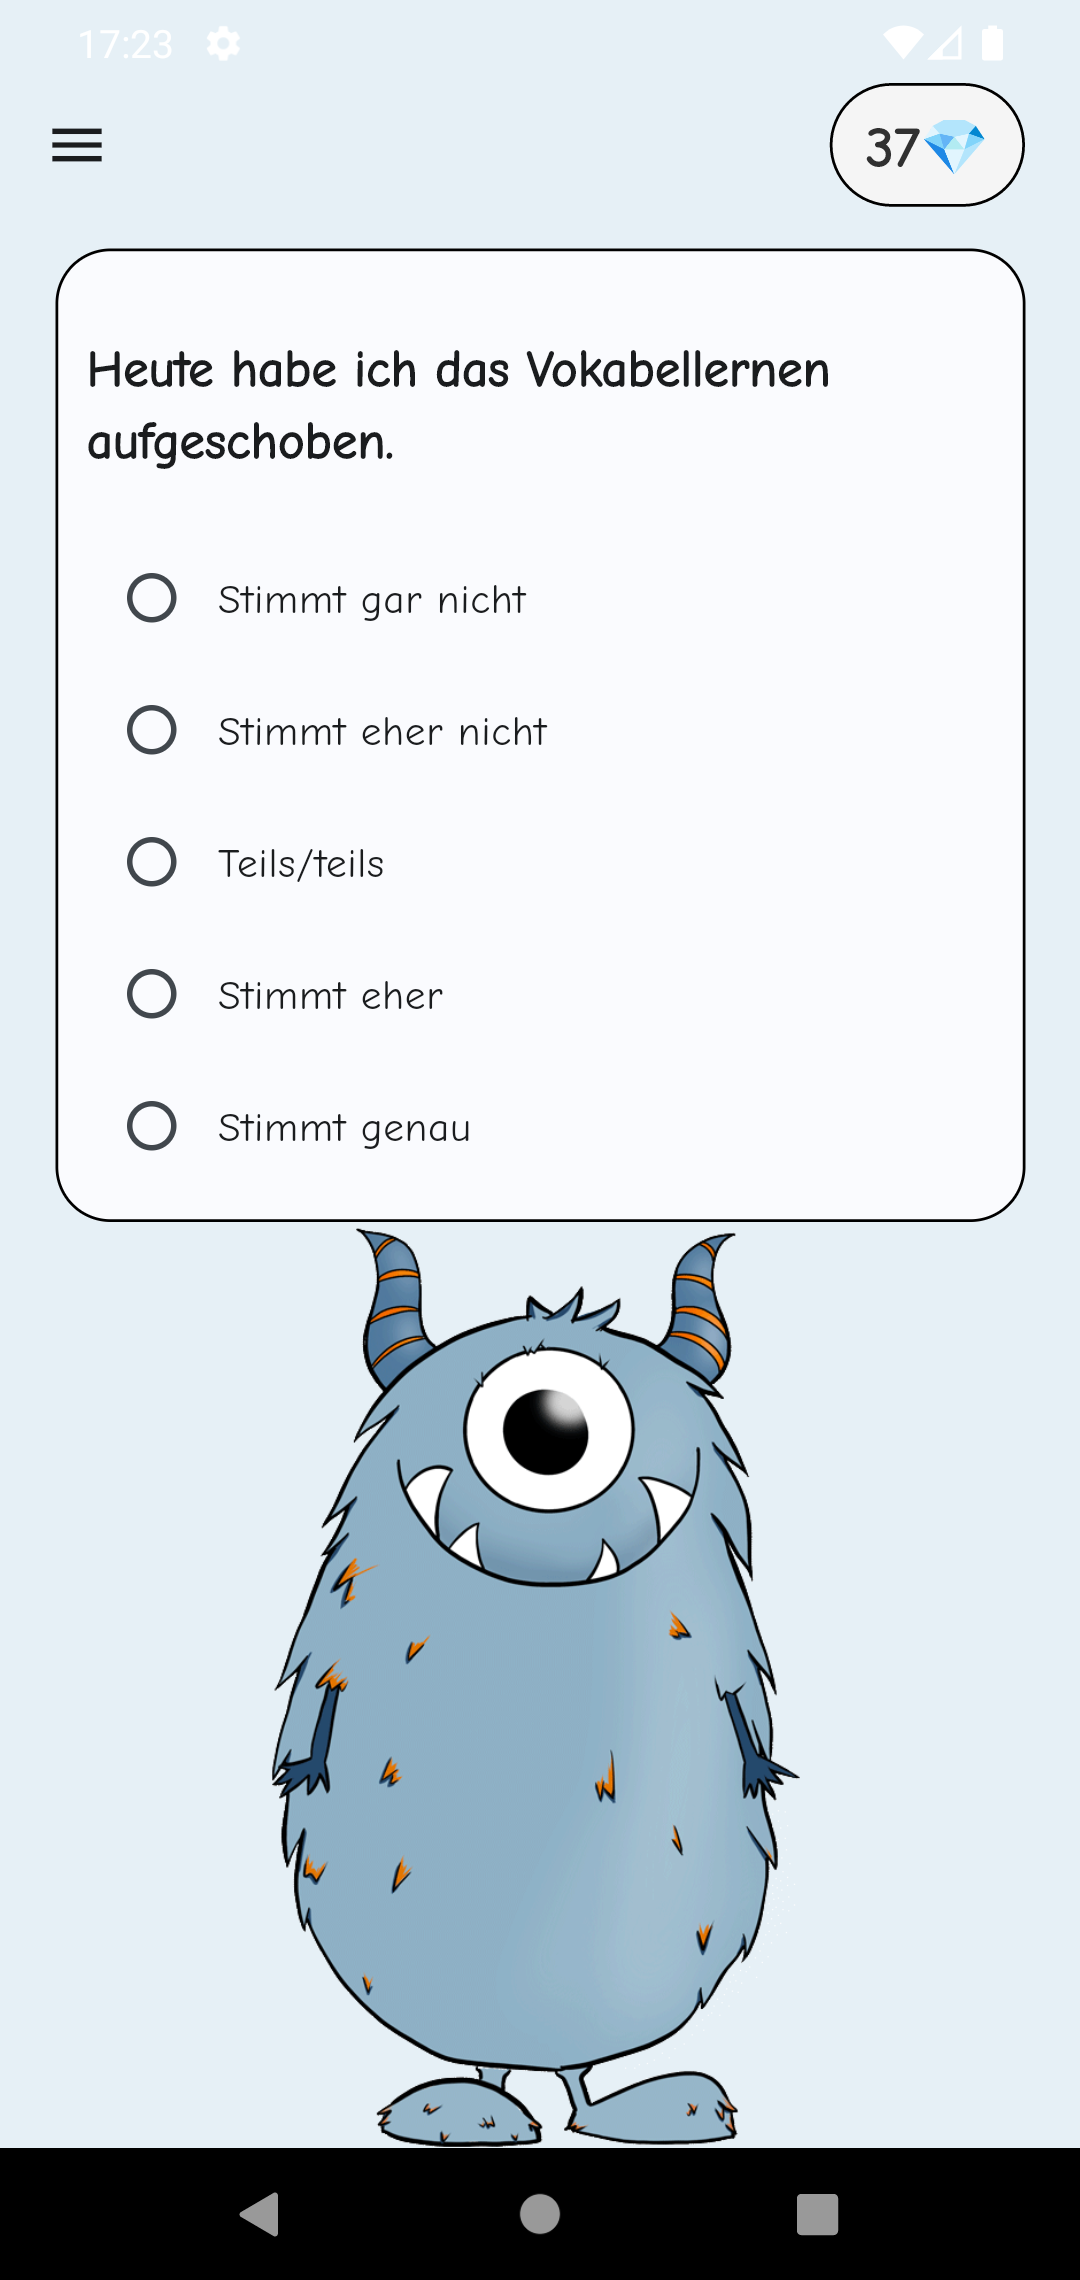 17:23
37
Heute habe ich das Vokabellernen
aufgeschoben.
Stimmt gar nicht
Stimmt eher nicht
Teils/teils
Stimmt eher
Stimmt genau